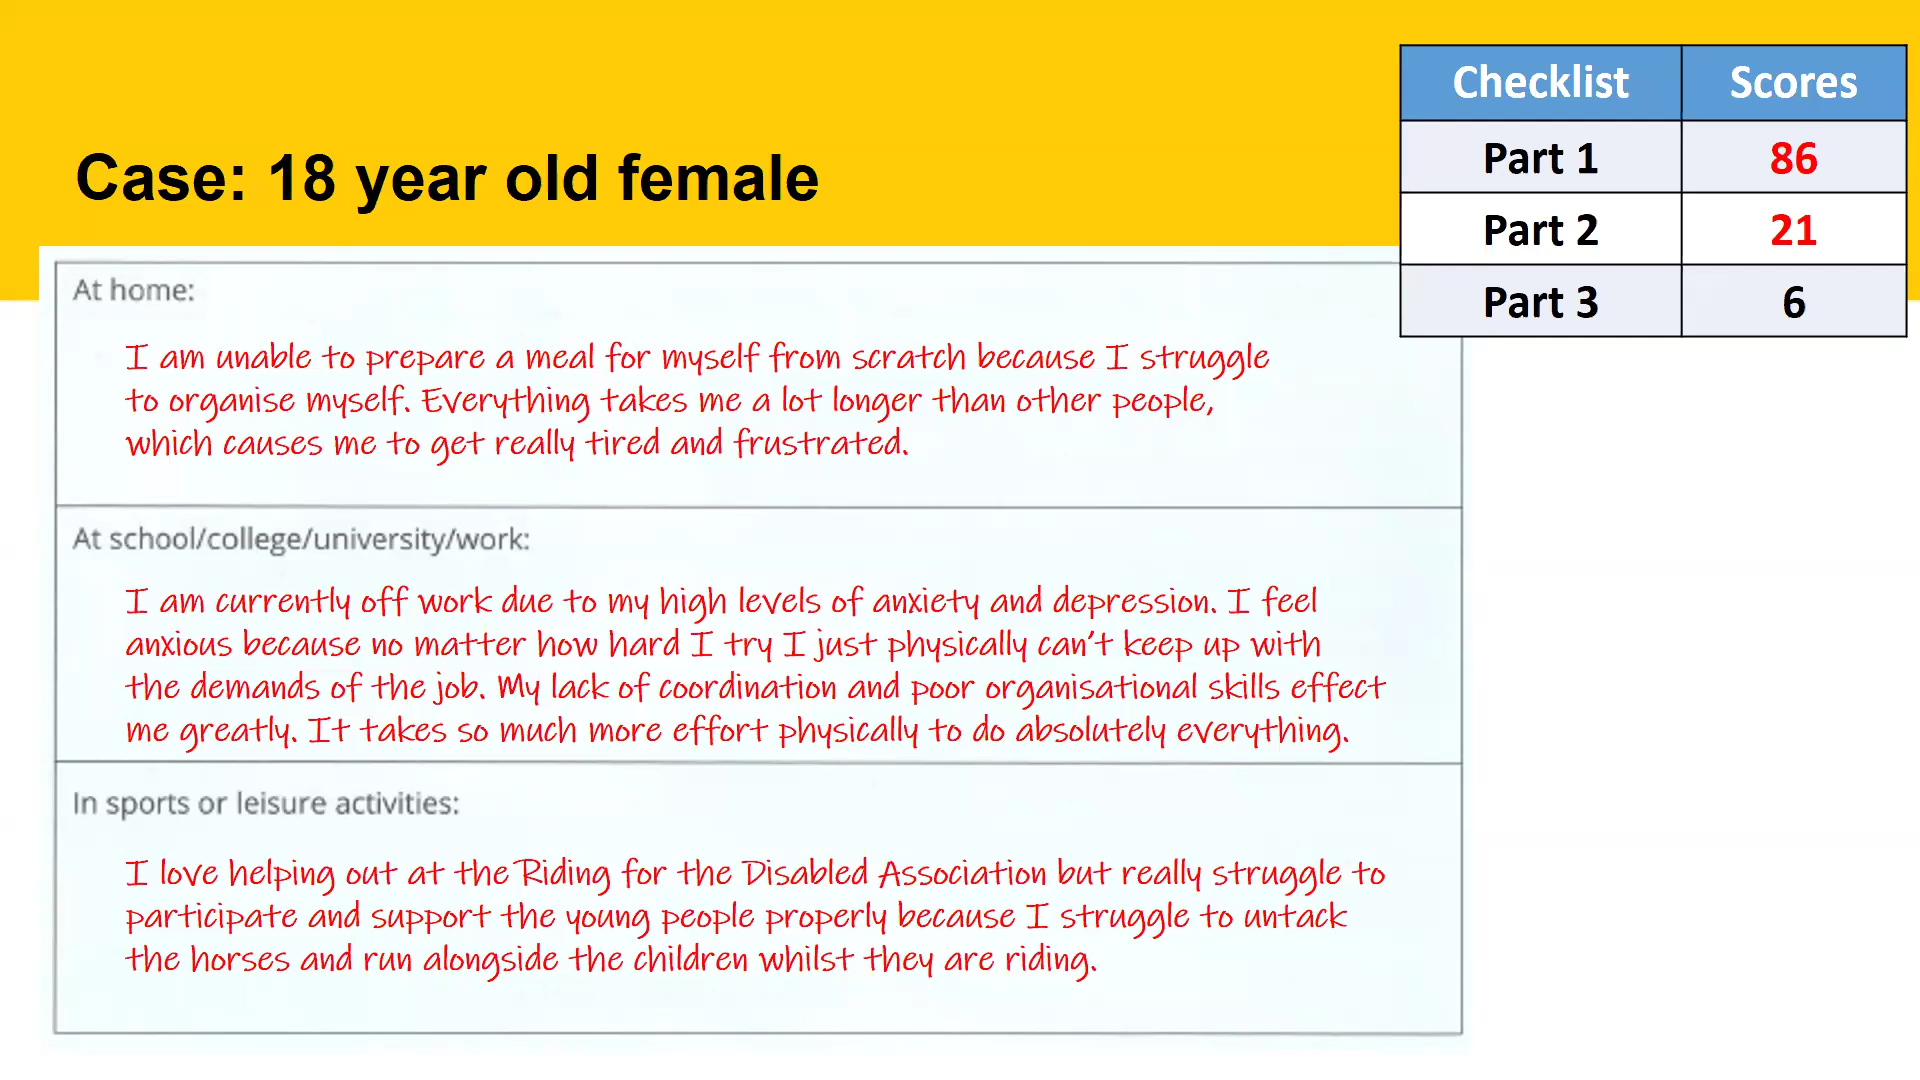 Case: 18 year old female
Checklist Scores
Part 1 86
Part 2 21
Part 3 6
At home:
I am unable to prepare a meal for myself from scratch because I struggle
to organise myself. Everything takes me a lot longer than other people,
which causes me to get really tired and frustrated.
At school/college/university/work:
I am currently off work due to my high levels of anxiety and depression. I feel
anxious because no matter how hard I try I just physically can't keep up with
the demands of the job. My lack of coordination and poor organisational skills effect
me greatly. It takes so much more effort physically to do absolutely everything.
In sports or leisure activities:
I love helping out at the Riding for the Disabled Association but really struggle to
participate and support the young people properly because I struggle to untack
the horses and run alongside the children whilst they are riding.